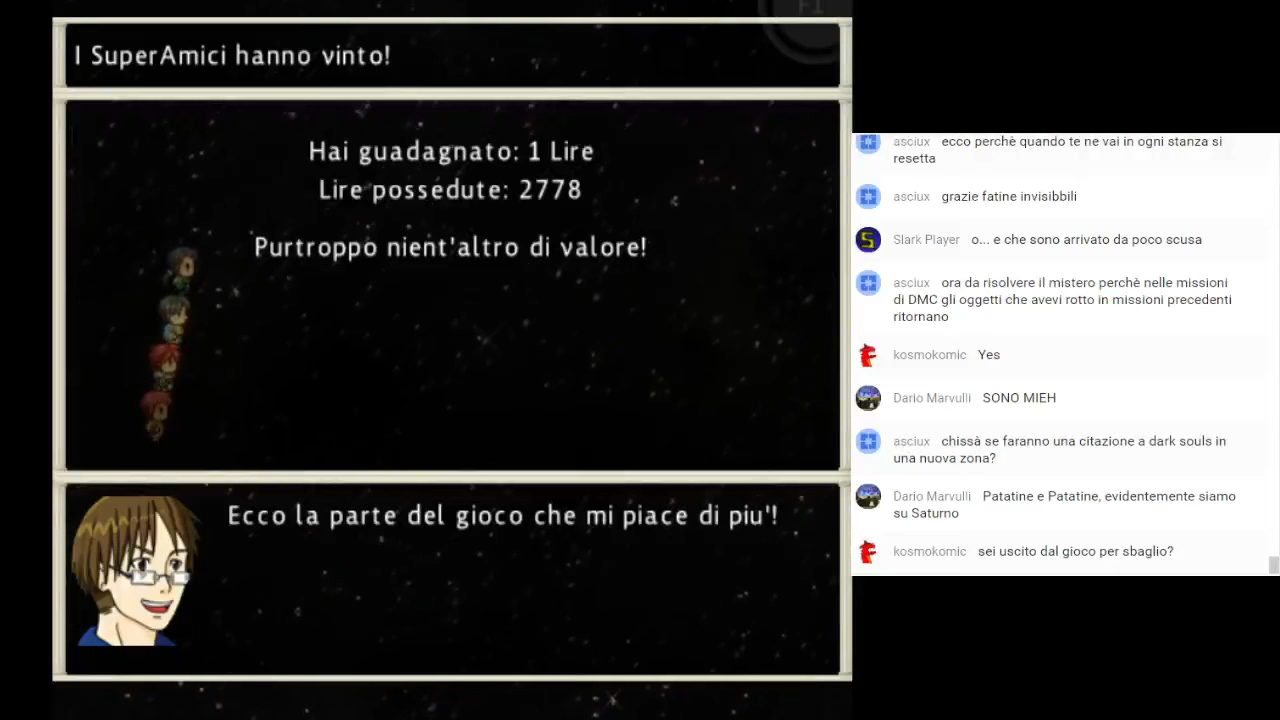 F1
I SuperAmici hanno vinto!
Hai guadagnato: 1 Lire
Lire possedute: 2778
Purtroppo nient'altro di valore!
Ecco la parte del gioco che mi piace di piu'!
asciux ecco perchè quando te ne vai in ogni stanza si
resetta
asciux grazie fatine invisibbili
Slark Player o... e che sono arrivato da poco scusa
asciux ora da risolvere il mistero perchè nelle missioni
di DMC gli oggetti che avevi rotto in missioni precedenti
ritornano
kosmokomic Yes
Dario Marvulli SONO MIEH
asciux chissà se faranno una citazione a dark souls in
una nuova zona?
Dario Marvulli Patatine e Patatine, evidentemente siamo
su Saturno
kosmokomic sei uscito dal gioco per sbaglio?